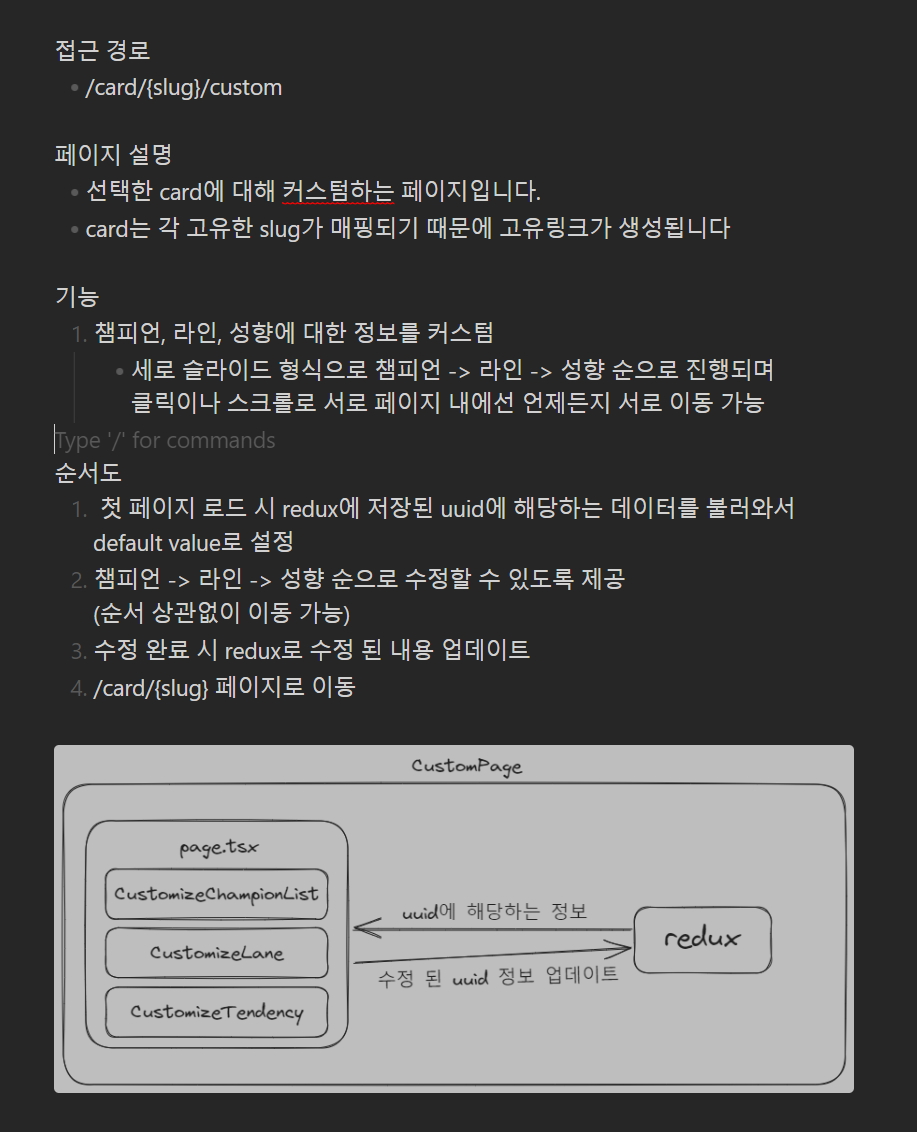 접근 경로
• /card/{slug}/custom
페이지 설명
• 선택한 card에 대해 커스텀하는 페이지입니다.
• card는 각 고유한 slug가 매핑되기 때문에 고유링크가 생성됩니다
기능
1. 챔피언, 라인, 성향에 대한 정보를 커스텀
• 세로 슬라이드 형식으로 챔피언 -> 라인 -> 성향 순으로 진행되며
클릭이나 스크롤로 서로 페이지 내에선 언제든지 서로 이동 가능
Type '/' for commands
순서도
1. 첫 페이지 로드 시 redux에 저장된 uuid에 해당하는 데이터를 불러와서
default value로 설정
2. 챔피언 -> 라인 -> 성향 순으로 수정할 수 있도록 제공
(순서 상관없이 이동 가능)
3. 수정 완료 시 redux로 수정 된 내용 업데이트
4. /card/{slug} 페이지로 이동
CustomPage
page.tsx
CustomizeChampionList
CustomizeLane
CustomizeTendency
uuid에 해당하는 정보
수정 된 uuid 정보 업데이트
redux